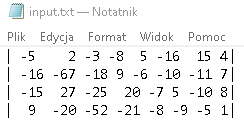 input.txt — Notatnik
Plik Edycja Format Widok Pomoc
| -5 2 -3 -8 5 -16 15 4|
| -16 -67 -18 9 -6 -10 -11 7|
| -15 27 -25 20 -7 5 -10 8|
| 9 -20 -52 -21 -8 -9 -5 1|